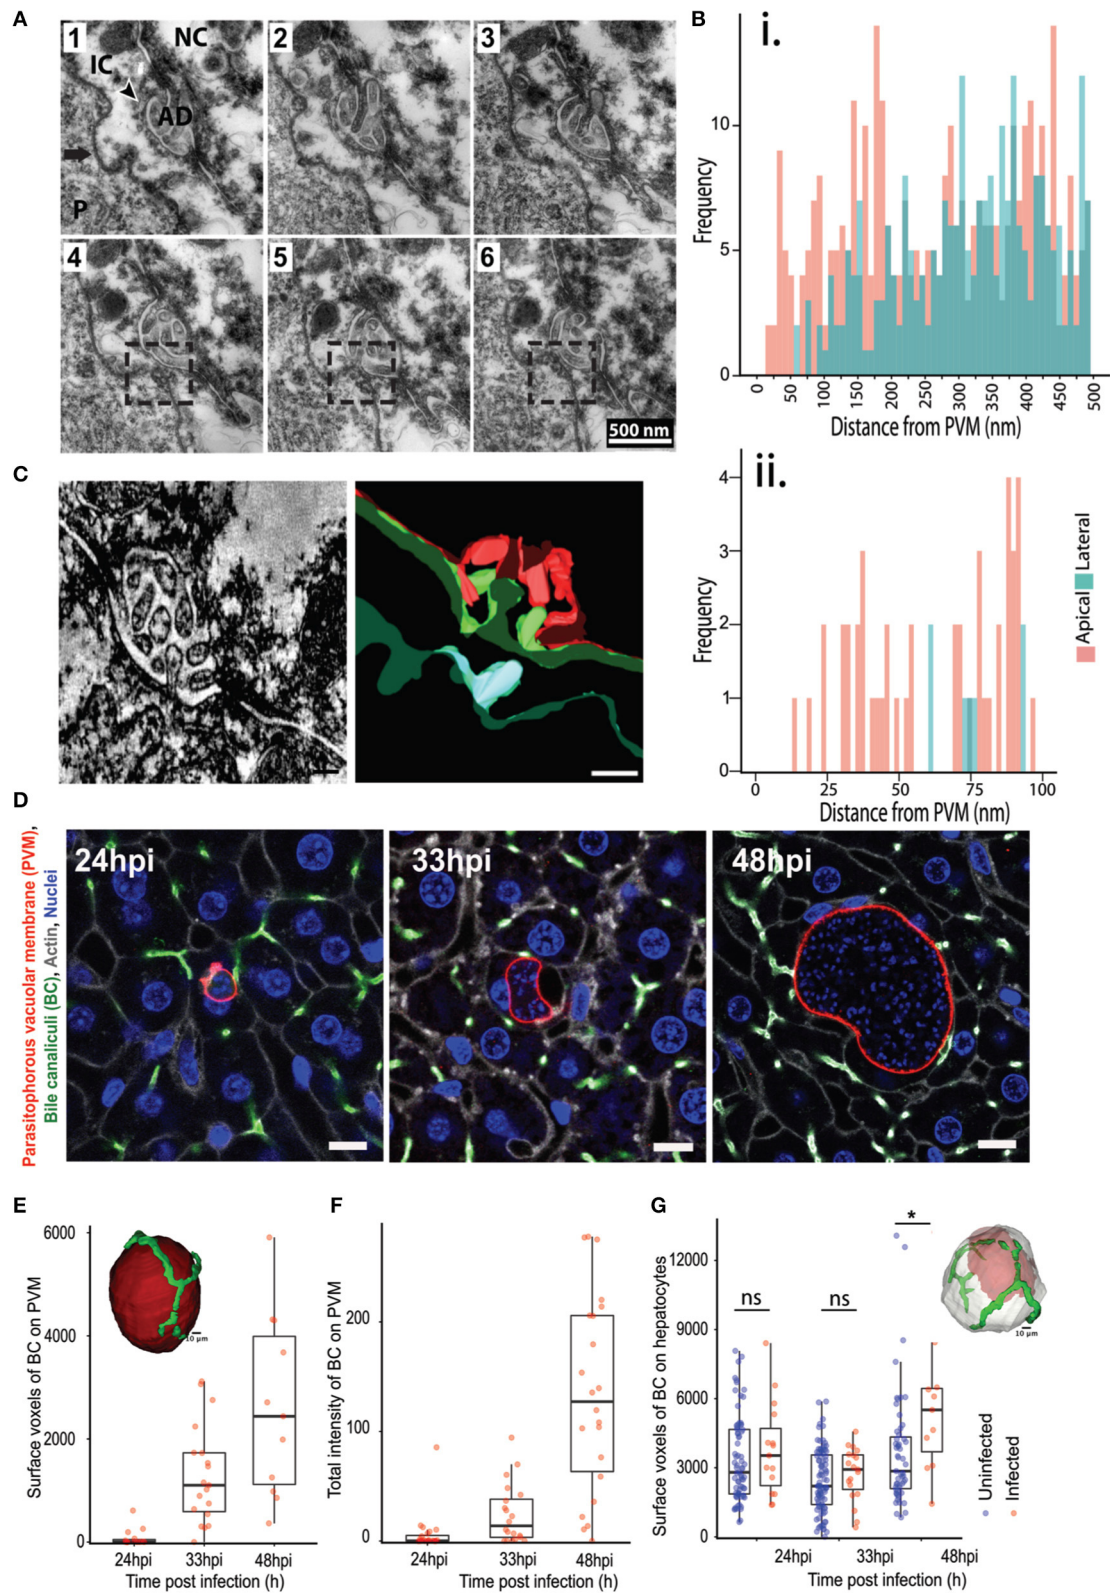 A
1
NC
IC
AD
P
2
3
4
5
6
500 nm
B
i.
Frequency
10
5
0
50
100
150
200
250
300
350
400
450
500
Distance from PVM (nm)
ii.
Frequency
4
3
2
1
0
0
25
50
75
100
Distance from PVM (nm)
Apical
Lateral
C
D
Parasitophorous vacuolar membrane (PVM),
Bile canaliculi (BC), Actin, Nuclei
24hpi
33hpi
48hpi
E
Surface voxels of BC on PVM
6000
4000
2000
0
10 µm
24hpi
33hpi
48hpi
Time post infection (h)
F
Total intensity of BC on PVM
200
100
0
24hpi
33hpi
48hpi
Time post infection (h)
G
Surface voxels of BC on hepatocytes
12000
9000
6000
3000
0
ns
ns
*
10 µm
24hpi
33hpi
48hpi
Time post infection (h)
Uninfected
Infected